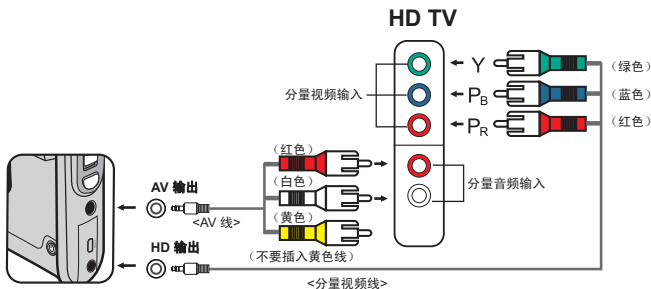 HD TV
Y
（绿色）
分量视频输入
PB
（蓝色）
PR
（红色）
（红色）
AV 输出
（白色）
分量音频输入
<AV 线>
（黄色）
HD 输出
（不要插入黄色线）
<分量视频线>